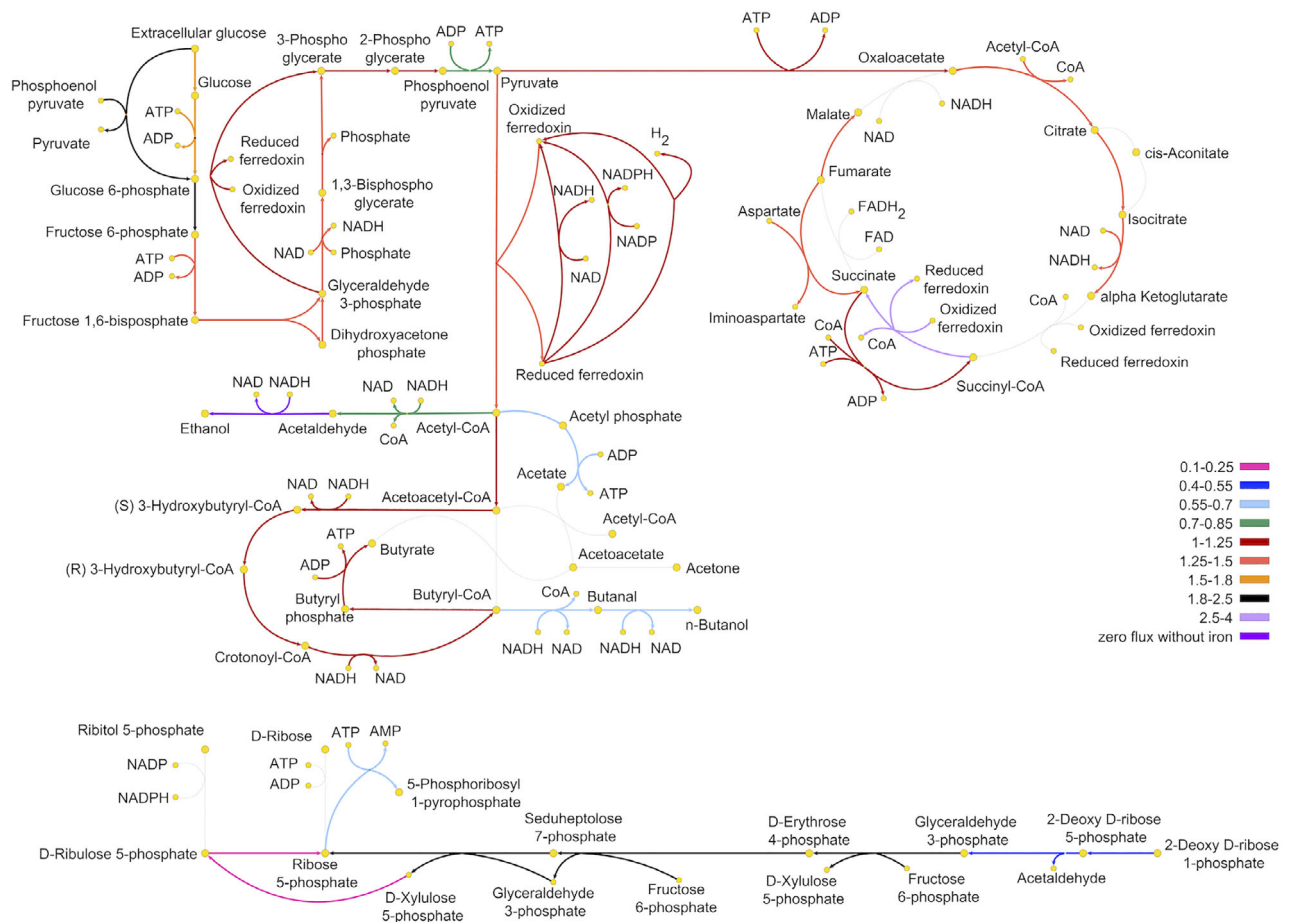 Extracellular glucose
Phosphoenol
pyruvate
Pyruvate
Glucose
ATP
ADP
Glucose 6-phosphate
Fructose 6-phosphate
ATP
ADP
Fructose 1,6-bisposphate
3-Phospho
glycerate
2-Phospho
glycerate
ADP
ATP
Phosphoenol
pyruvate
Pyruvate
Reduced
ferredoxin
Oxidized
ferredoxin
Phosphate
1,3-Bisphospho
glycerate
NADH
NAD
Phosphate
Glyceraldehyde
3-phosphate
Dihydroxyacetone
phosphate
Oxidized
ferredoxin
H2
NADH
NADPH
NADP
NAD
Reduced ferredoxin
ATP
ADP
Oxaloacetate
Acetyl-CoA
CoA
NADH
NAD
Malate
Citrate
cis-Aconitate
Fumarate
Isocitrate
Aspartate
FADH2
FAD
NAD
NADH
Succinate
Reduced
ferredoxin
Oxidized
ferredoxin
CoA
alpha Ketoglutarate
Iminoaspartate
CoA
ATP
CoA
Oxidized ferredoxin
Reduced ferredoxin
Succinyl-CoA
ADP
NAD
NADH
NAD
NADH
Ethanol
Acetaldehyde
CoA
Acetyl-CoA
Acetyl phosphate
ADP
Acetate
ATP
Acetyl-CoA
NAD
NADH
Acetoacetyl-CoA
(S) 3-Hydroxybutyryl-CoA
ATP
Butyrate
Acetoacetate
Acetone
(R) 3-Hydroxybutyryl-CoA
ADP
Butyryl
phosphate
Butyryl-CoA
CoA
Butanal
n-Butanol
NADH
NAD
NADH
NAD
Crotonoyl-CoA
NADH
NAD
0.1-0.25
0.4-0.55
0.55-0.7
0.7-0.85
1-1.25
1.25-1.5
1.5-1.8
1.8-2.5
2.5-4
zero flux without iron
Ribitol 5-phosphate
NADP
NADPH
D-Ribose
ATP
ADP
ATP
AMP
5-Phosphoribosyl
1-pyrophosphate
D-Ribulose 5-phosphate
Ribose
5-phosphate
D-Xylulose
5-phosphate
Seduheptolose
7-phosphate
Glyceraldehyde
3-phosphate
Fructose
6-phosphate
D-Erythrose
4-phosphate
D-Xylulose
5-phosphate
Fructose
6-phosphate
Glyceraldehyde
3-phosphate
2-Deoxy D-ribose
5-phosphate
Acetaldehyde
2-Deoxy D-ribose
1-phosphate